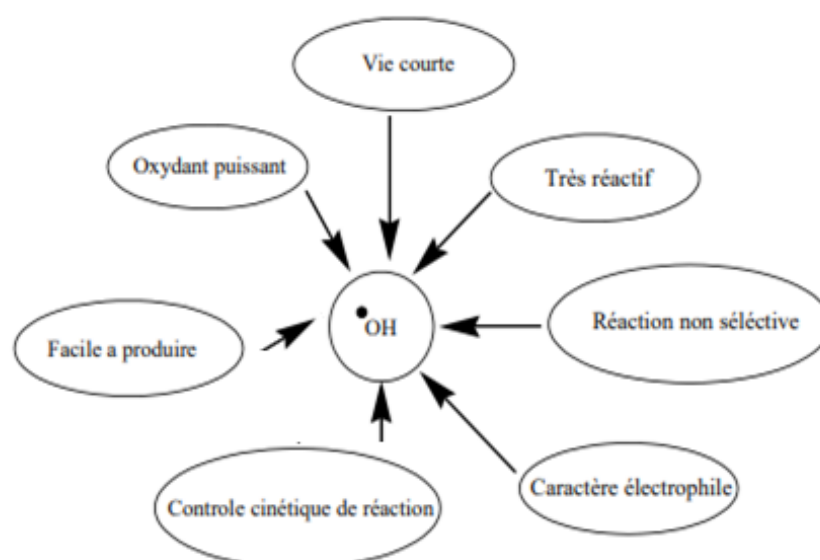 Vie courte
Oxydant puissant
Très réactif
•OH
Réaction non séléctive
Facile a produire
Caractère électrophile
Controle cinétique de réaction